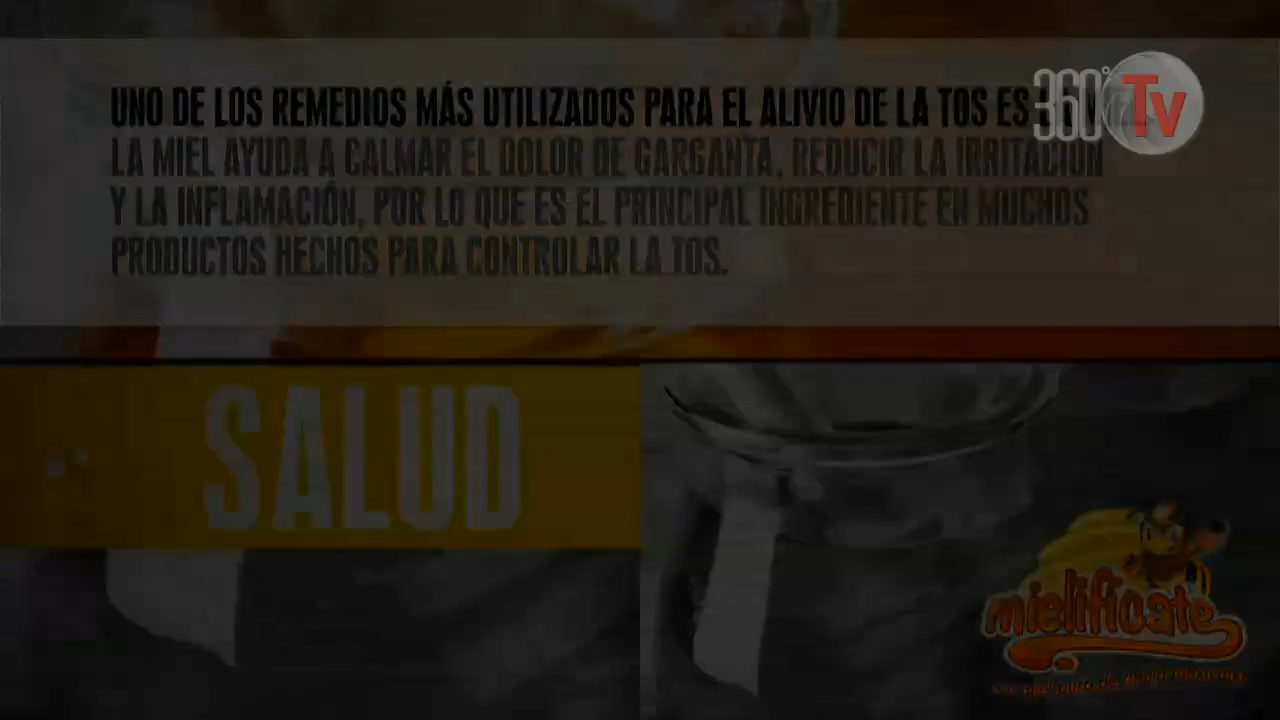 UNO DE LOS REMEDIOS MÁS UTILIZADOS PARA EL ALIVIO DE LA TOS ES
360° Tv
LA MIEL AYUDA A CALMAR EL DOLOR DE GARGANTA, REDUCIR LA IRRITACIÓN
Y LA INFLAMACIÓN, POR LO QUE ES EL PRINCIPAL INGREDIENTE EN MUCHOS
PRODUCTOS HECHOS PARA CONTROLAR LA TOS.
SALUD
mielifícate